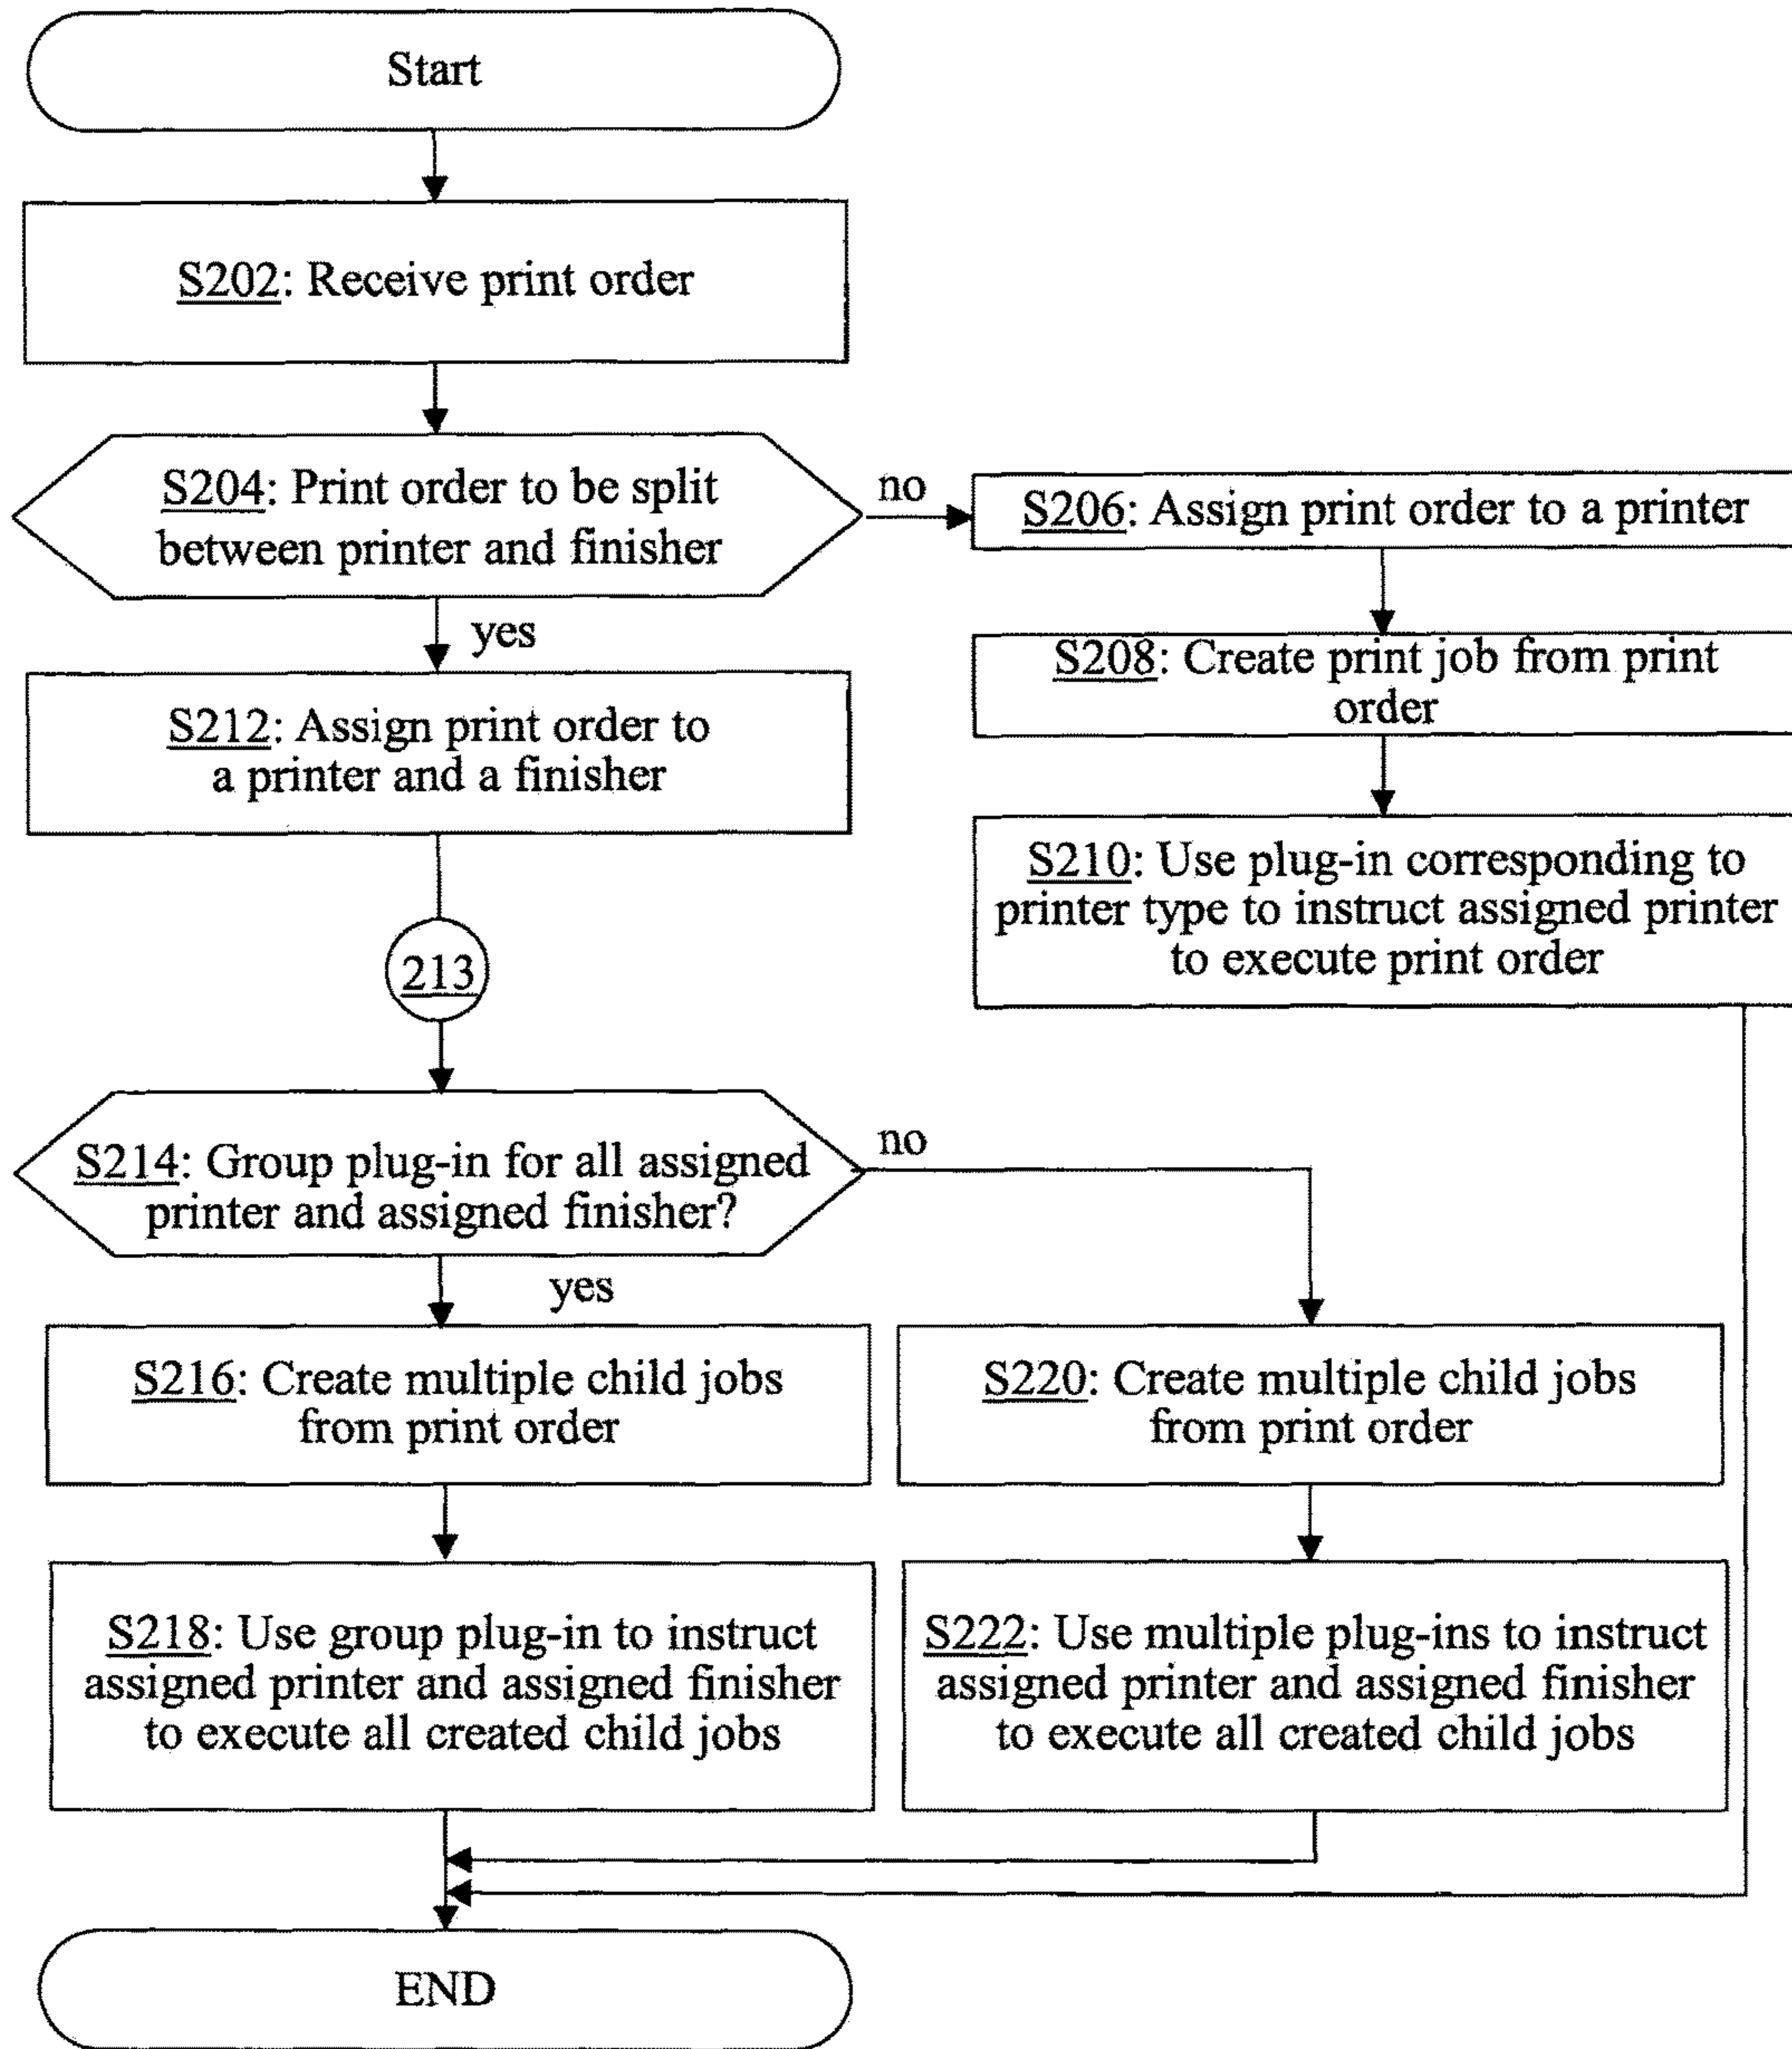 Start
S202: Receive print order
S204: Print order to be split
between printer and finisher
no
S206: Assign print order to a printer
yes
S208: Create print job from print
order
S212: Assign print order to
a printer and a finisher
S210: Use plug-in corresponding to
printer type to instruct assigned printer
to execute print order
213
S214: Group plug-in for all assigned
printer and assigned finisher?
no
yes
S216: Create multiple child jobs
from print order
S220: Create multiple child jobs
from print order
S218: Use group plug-in to instruct
assigned printer and assigned finisher
to execute all created child jobs
S222: Use multiple plug-ins to instruct
assigned printer and assigned finisher
to execute all created child jobs
END